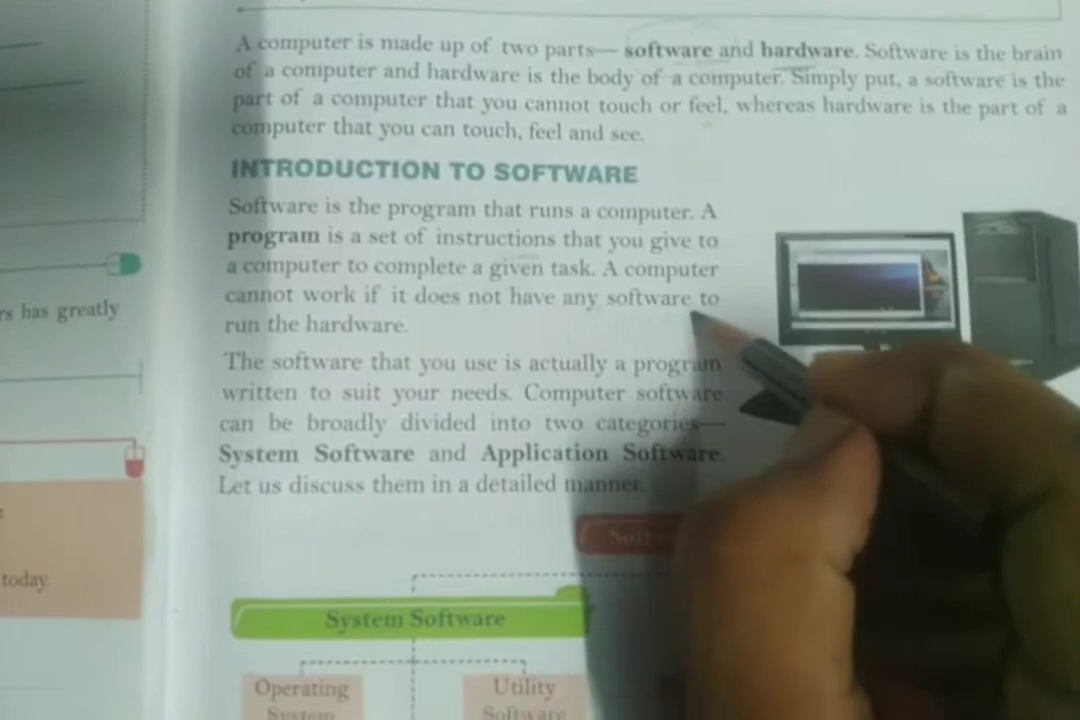 A computer is made up of two parts— software and hardware. Software is the brain
of a computer and hardware is the body of a computer. Simply put, a software is the
part of a computer that you cannot touch or feel, whereas hardware is the part of a
computer that you can touch, feel and see.
INTRODUCTION TO SOFTWARE
Software is the program that runs a computer. A
program is a set of instructions that you give to
a computer to complete a given task. A computer
cannot work if it does not have any software to
run the hardware.
The software that you use is actually a program
written to suit your needs. Computer software
can be broadly divided into two categories—
System Software and Application Software.
Let us discuss them in a detailed manner.
System Software
Operating
System
Utility
Software
has greatly
today.